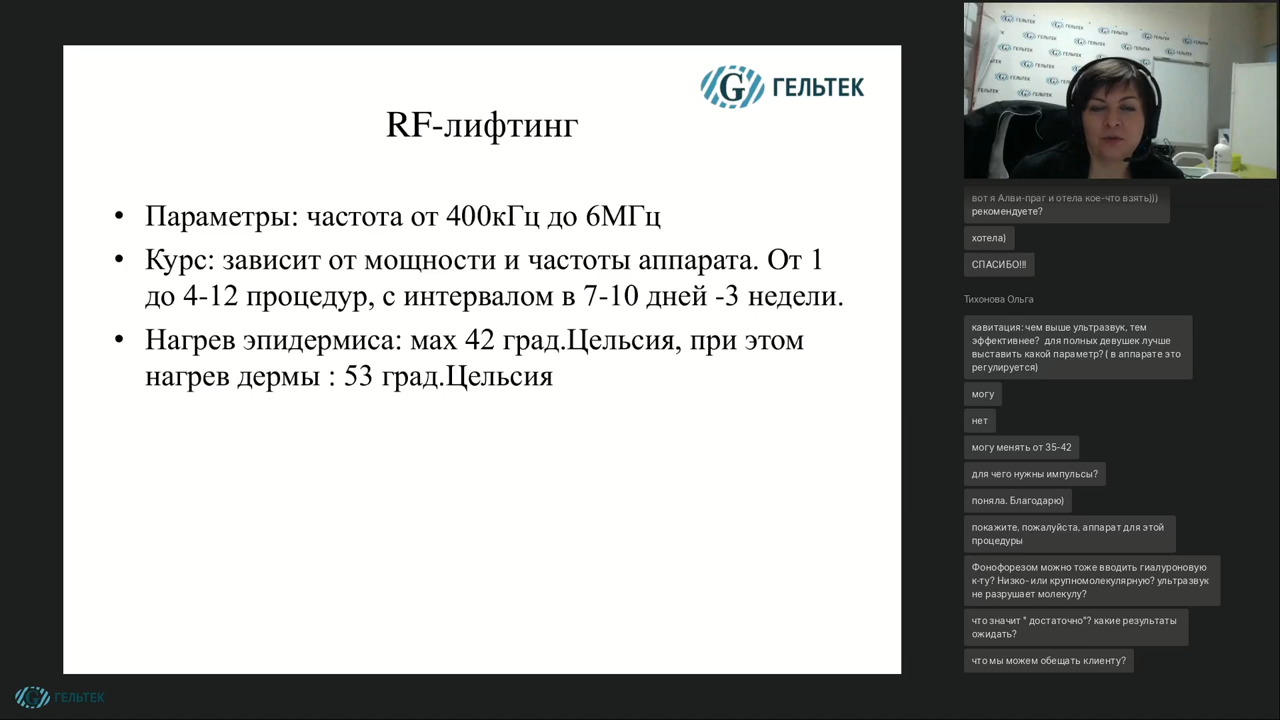 ГЕЛЬТЕК
RF-лифтинг
• Параметры: частота от 400кГц до 6МГц
• Курс: зависит от мощности и частоты аппарата. От 1
до 4-12 процедур, с интервалом в 7-10 дней -3 недели.
• Нагрев эпидермиса: мах 42 град.Цельсия, при этом
нагрев дермы : 53 град.Цельсия
ГЕЛЬТЕК
вот я Алви-праг и отела кое-что взять)))
рекомендуете?
хотела)
СПАСИБО!!!
Тихонова Ольга
кавитация: чем выше ультразвук, тем
эффективнее? для полных девушек лучше
выставить какой параметр? ( в аппарате это
регулируется)
могу
нет
могу менять от 35-42
для чего нужны импульсы?
поняла. Благодарю)
покажите, пожалуйста, аппарат для этой
процедуры
Фонофорезом можно тоже вводить гиалуроновую
к-ту? Низко- или крупномолекулярную? ультразвук
не разрушает молекулу?
что значит " достаточно"? какие результаты
ожидать?
что мы можем обещать клиенту?